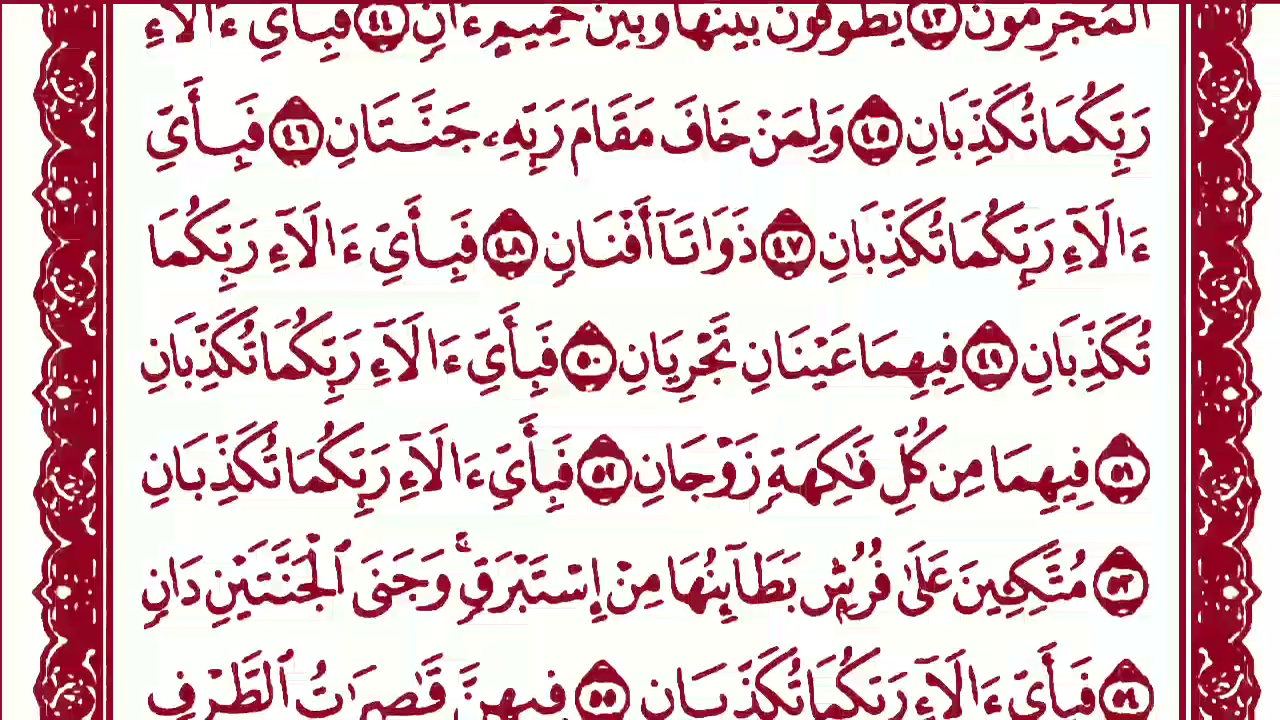 ٱلْمُجْرِمُونَ ٤٣ يَطُوفُونَ بَيْنَهَا وَبَيْنَ حَمِيمٍ ءَانٍ ٤٤ فَبِأَيِّ ءَالَآءِ
رَبِّكُمَا تُكَذِّبَانِ ٤٥ وَلِمَنْ خَافَ مَقَامَ رَبِّهِۦ جَنَّتَانِ ٤٦ فَبِأَيِّ
ءَالَآءِ رَبِّكُمَا تُكَذِّبَانِ ٤٧ ذَوَاتَآ أَفْنَانٍ ٤٨ فَبِأَيِّ ءَالَآءِ رَبِّكُمَا
تُكَذِّبَانِ ٤٩ فِيهِمَا عَيْنَانِ تَجْرِيَانِ ٥٠ فَبِأَيِّ ءَالَآءِ رَبِّكُمَا تُكَذِّبَانِ
٥١ فِيهِمَا مِن كُلِّ فَٰكِهَةٍ زَوْجَانِ ٥٢ فَبِأَيِّ ءَالَآءِ رَبِّكُمَا تُكَذِّبَانِ
٥٣ مُتَّكِـِٔينَ عَلَىٰ فُرُشٍۭ بَطَآئِنُهَا مِنْ إِسْتَبْرَقٍ ۚ وَجَنَى ٱلْجَنَّتَيْنِ دَانٍ
٥٤ فَبِأَيِّ ءَالَآءِ رَبِّكُمَا تُكَذِّبَانِ ٥٥ فِيهِنَّ قَٰصِرَٰتُ ٱلطَّرْفِ